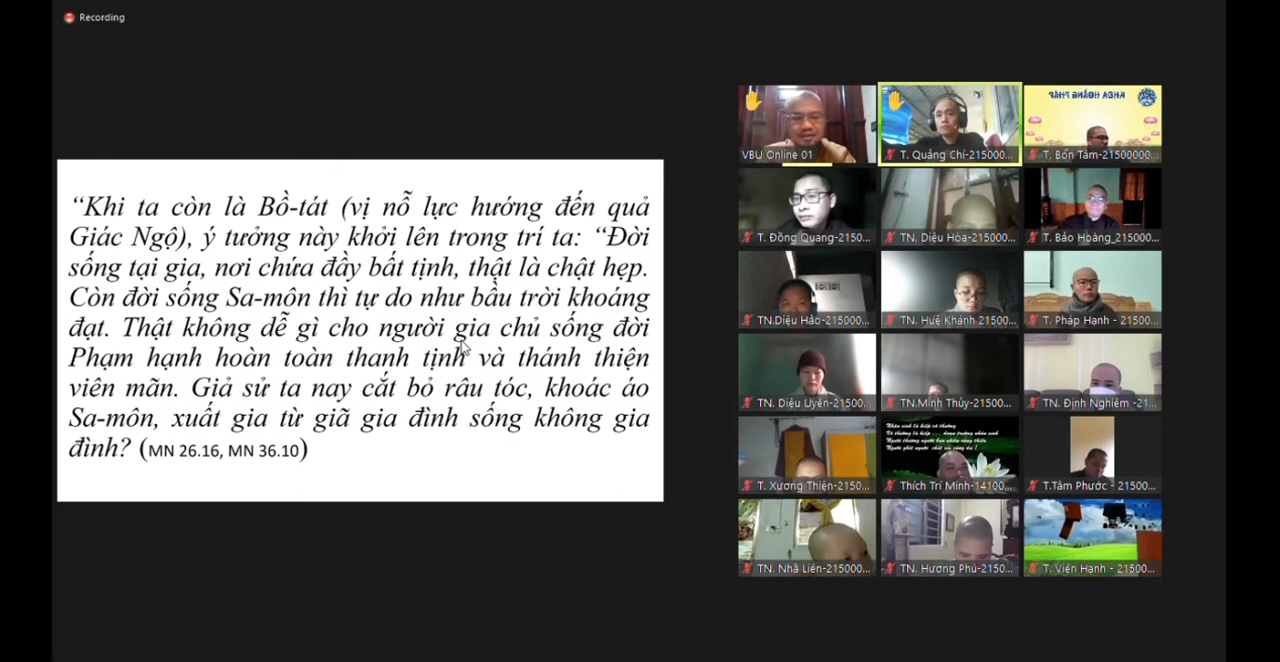 Recording
“Khi ta còn là Bồ-tát (vị nỗ lực hướng đến quả
Giác Ngộ), ý tưởng này khởi lên trong trí ta: “Đời
sống tại gia, nơi chứa đầy bất tịnh, thật là chật hẹp.
Còn đời sống Sa-môn thì tự do như bầu trời khoáng
đạt. Thật không dễ gì cho người gia chủ sống đời
Phạm hạnh hoàn toàn thanh tịnh và thánh thiện
viên mãn. Giả sử ta nay cắt bỏ râu tóc, khoác áo
Sa-môn, xuất gia từ giã gia đình sống không gia
đình? (MN 26.16, MN 36.10)
VBU Online 01
T. Quảng Chí-215000...
KHOA HOẰNG PHÁP
T. Bổn Tâm-21500000...
T. Đồng Quang-2150...
TN. Diệu Hòa-2150...
T. Bảo Hoàng_215000...
TN.Diệu Hảo-215000...
TN. Huệ Khánh 21500...
T. Pháp Hạnh - 21500...
TN. Diệu Uyên-21500...
TN.Minh Thủy-21500...
TN. Định Nghiêm -21...
T. Xương Thiện-2150...
Thích Trí Minh-14100...
T.Tâm Phước - 21500...
TN. Nhã Liên-215000...
TN. Hương Phú-2150...
T. Viên Hạnh - 21500...